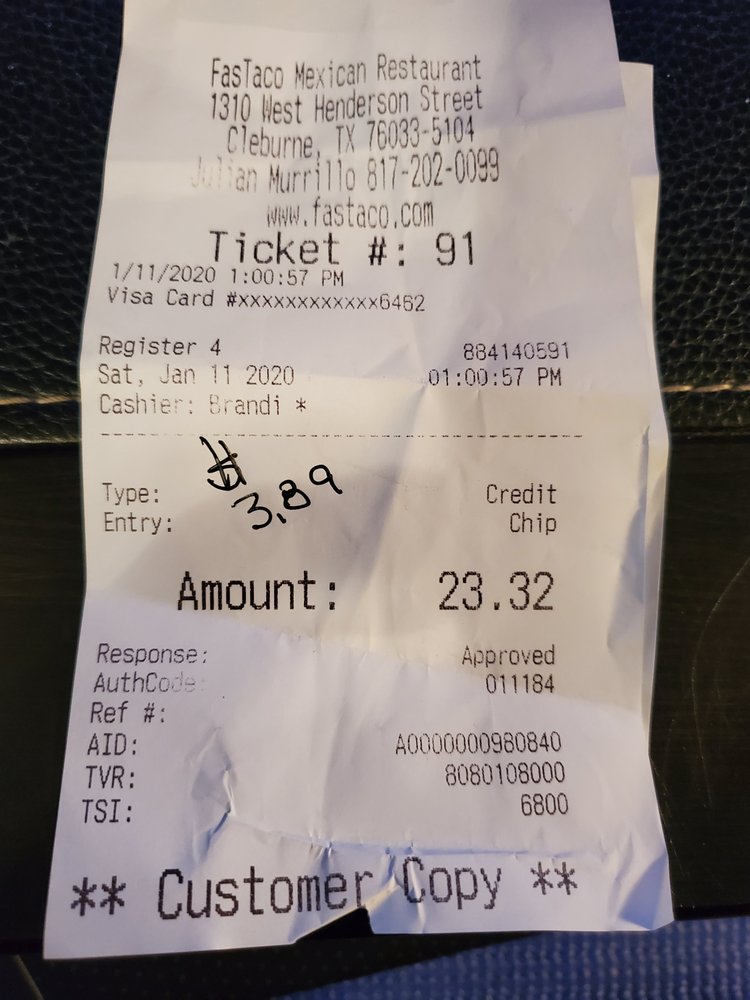 FasTaco Mexican Restaurant
1310 West Henderson Street
Cleburne, TX 76033-5104
Julian Murrillo 817-202-0099
www.fastaco.com
Ticket #: 91
1/11/2020 1:00:57 PM
Visa Card #xxxxxxxxxxxx6462
Register 4 884140591
Sat, Jan 11 2020 01:00:57 PM
Cashier: Brandi *
$
3.89
Type: Credit
Entry: Chip
Amount: 23.32
Response: Approved
AuthCode: 011184
Ref #:
AID: A0000000980840
TVR: 8080108000
TSI: 6800
** Customer Copy **